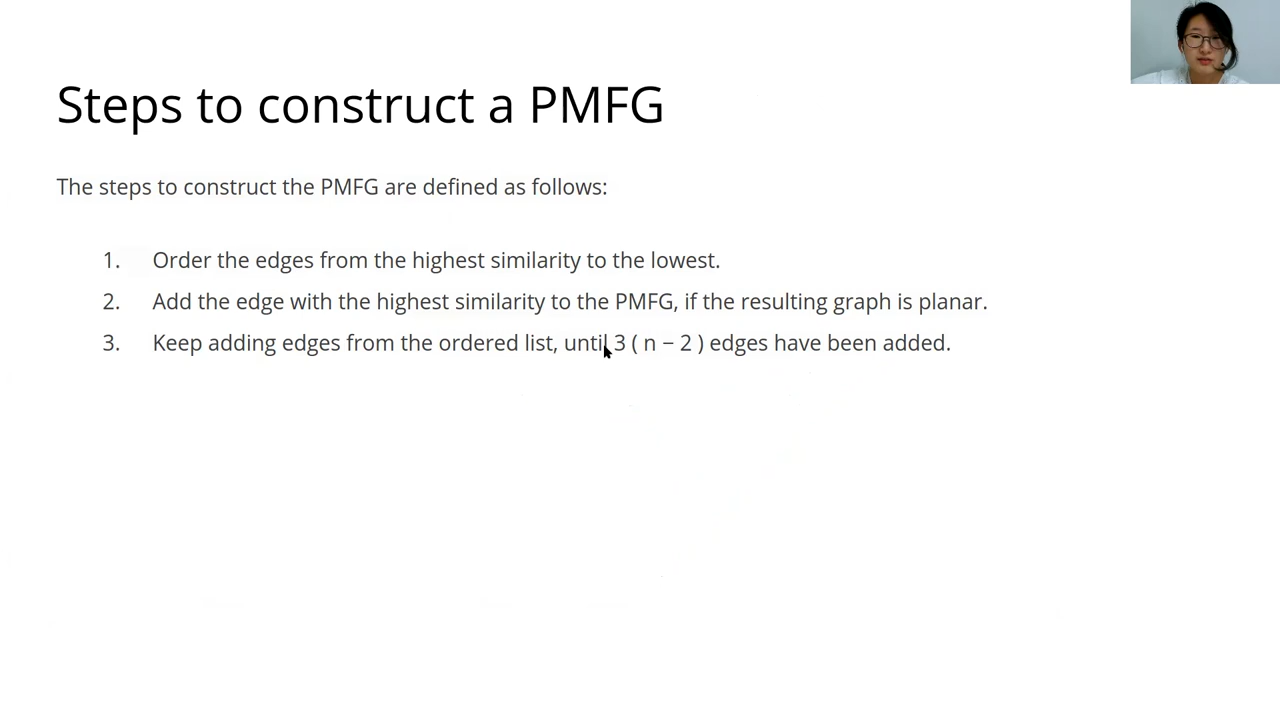 Steps to construct a PMFG
The steps to construct the PMFG are defined as follows:
1. Order the edges from the highest similarity to the lowest.
2. Add the edge with the highest similarity to the PMFG, if the resulting graph is planar.
3. Keep adding edges from the ordered list, until 3 ( n − 2 ) edges have been added.